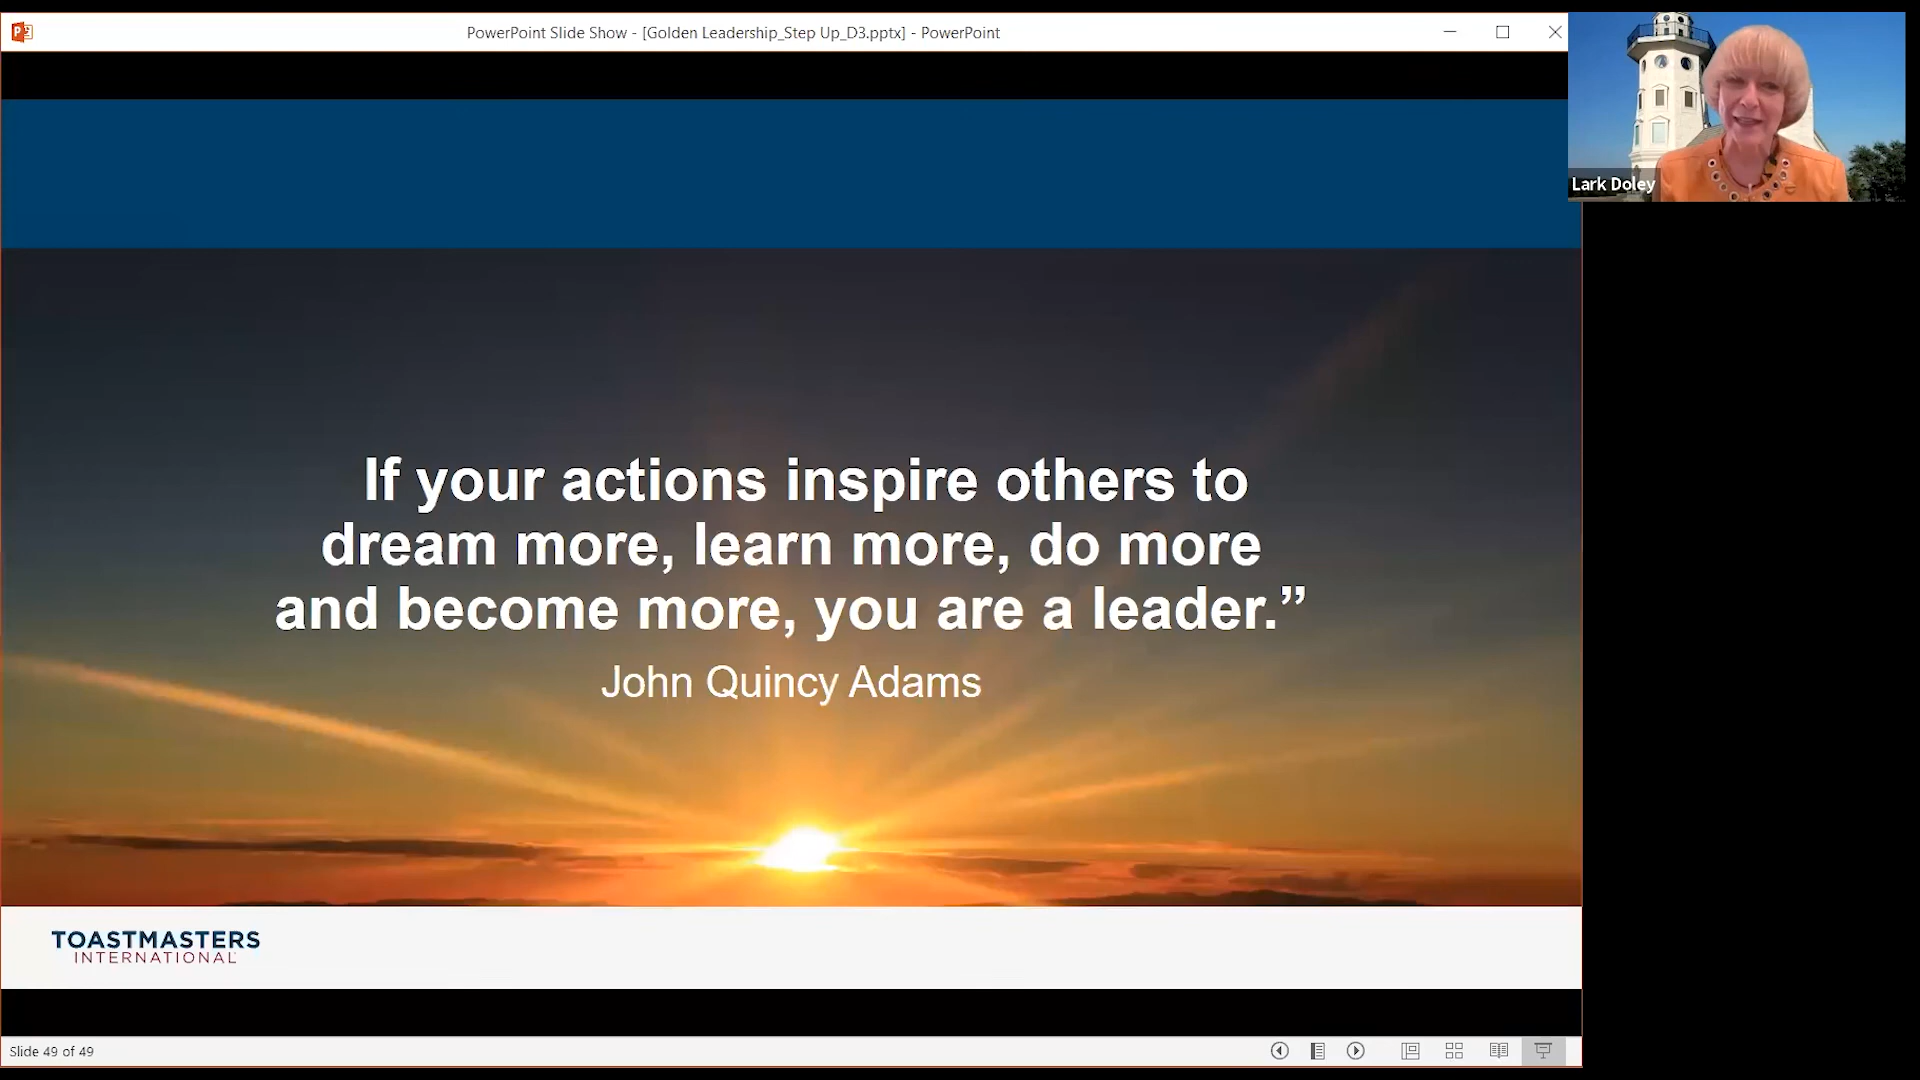 PowerPoint Slide Show - [Golden Leadership_Step Up_D3.pptx] - PowerPoint
Lark Doley
If your actions inspire others to
dream more, learn more, do more
and become more, you are a leader.”
John Quincy Adams
TOASTMASTERS
INTERNATIONAL
Slide 49 of 49